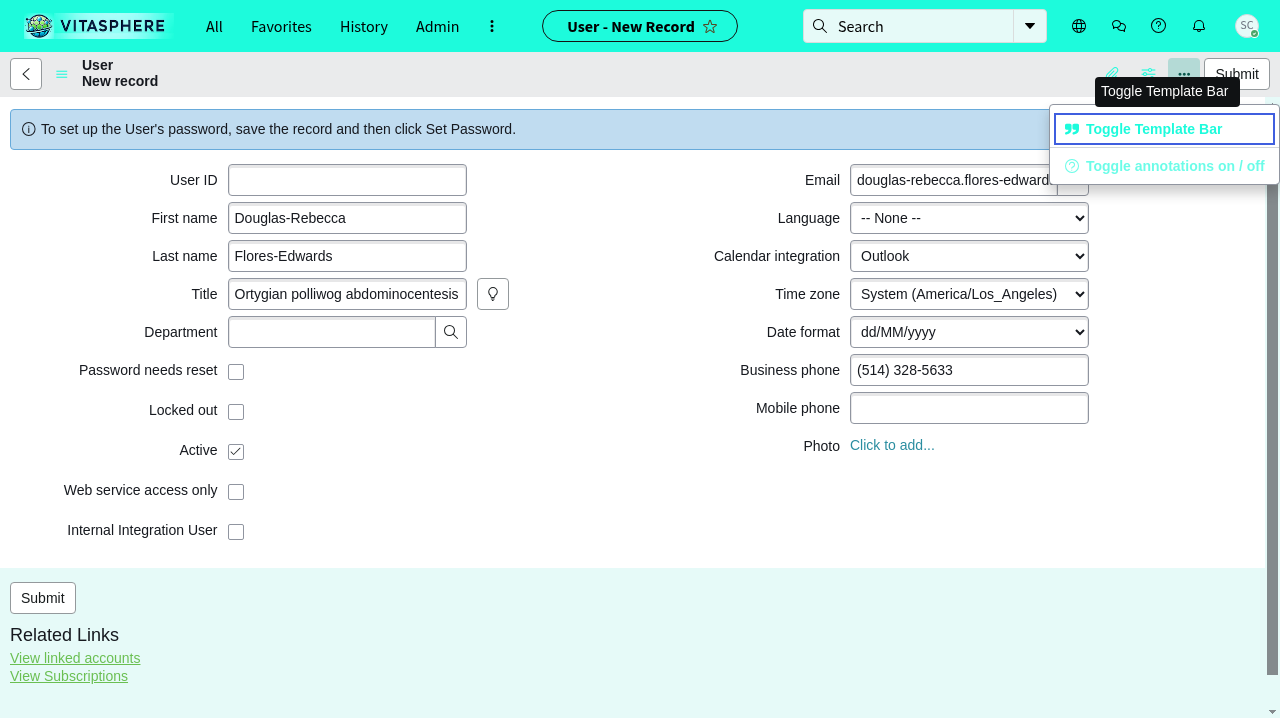 VITASPHERE
All
Favorites
History
Admin
User - New Record
Search
SC
User
New record
Submit
Toggle Template Bar
Toggle Template Bar
Toggle annotations on / off
To set up the User's password, save the record and then click Set Password.
User ID
First name
Douglas-Rebecca
Last name
Flores-Edwards
Title
Ortygian polliwog abdominocentesis
Department
Password needs reset
Locked out
Active
Web service access only
Internal Integration User
Email
douglas-rebecca.flores-edward
Language
-- None --
Calendar integration
Outlook
Time zone
System (America/Los_Angeles)
Date format
dd/MM/yyyy
Business phone
(514) 328-5633
Mobile phone
Photo
Click to add...
Submit
Related Links
View linked accounts
View Subscriptions